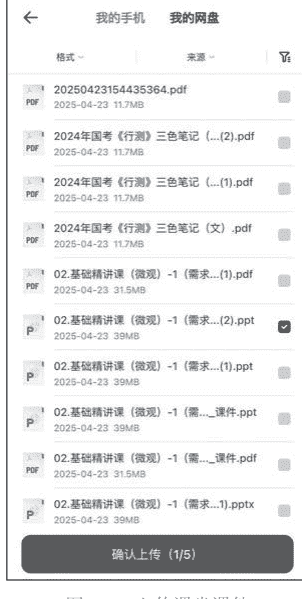 我的手机 我的网盘
格式 来源
20250423154435364.pdf
PDF
2025-04-23 11.7MB
2024年国考《行测》三色笔记（...(2).pdf
PDF
2025-04-23 11.7MB
2024年国考《行测》三色笔记（...(1).pdf
PDF
2025-04-23 11.7MB
2024年国考《行测》三色笔记（文）.pdf
PDF
2025-04-23 11.7MB
02.基础精讲课（微观）-1（需求...(1).pdf
PDF
2025-04-23 31.5MB
02.基础精讲课（微观）-1（需求...(2).ppt
P
2025-04-23 39MB
02.基础精讲课（微观）-1（需求...(1).ppt
P
2025-04-23 39MB
02.基础精讲课（微观）-1（需..._课件.ppt
P
2025-04-23 39MB
02.基础精讲课（微观）-1（需..._课件.pdf
PDF
2025-04-23 31.5MB
02.基础精讲课（微观）-1（需求...1).pptx
P
2025-04-23 39MB
确认上传（1/5）